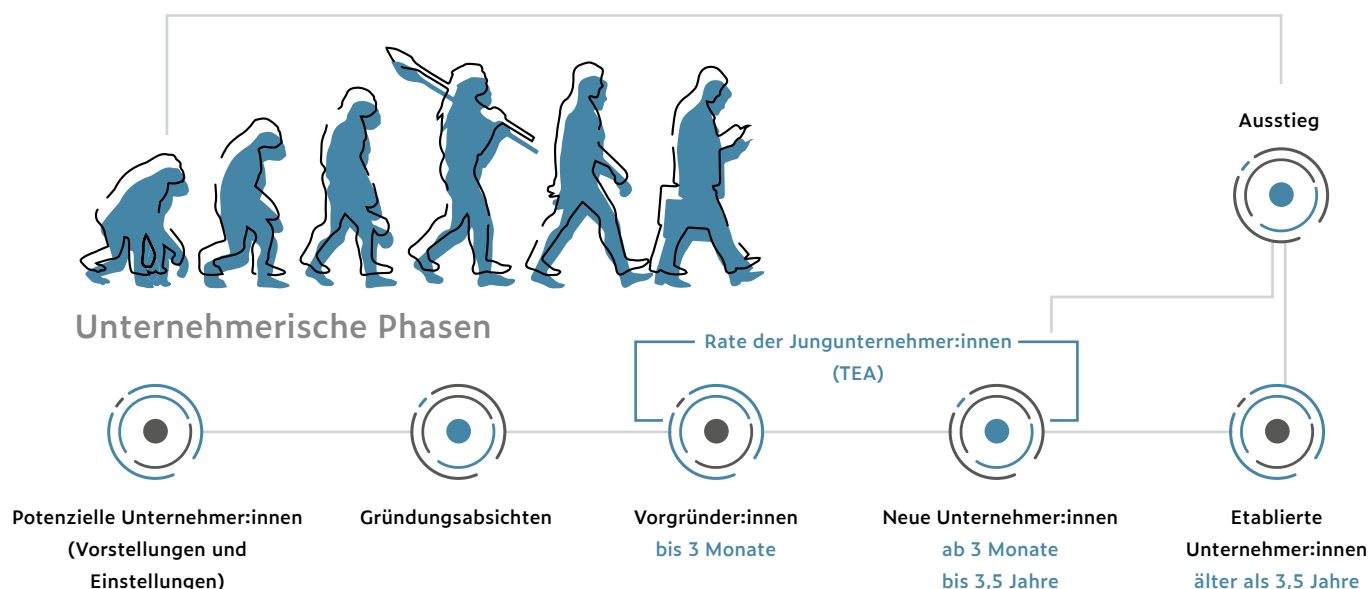 Ausstieg
Unternehmerische Phasen
Rate der Jungunternehmer:innen
(TEA)
Potenzielle Unternehmer:innen
(Vorstellungen und
Einstellungen)
Gründungsabsichten
Vorgründer:innen
bis 3 Monate
Neue Unternehmer:innen
ab 3 Monate
bis 3,5 Jahre
Etablierte
Unternehmer:innen
älter als 3,5 Jahre